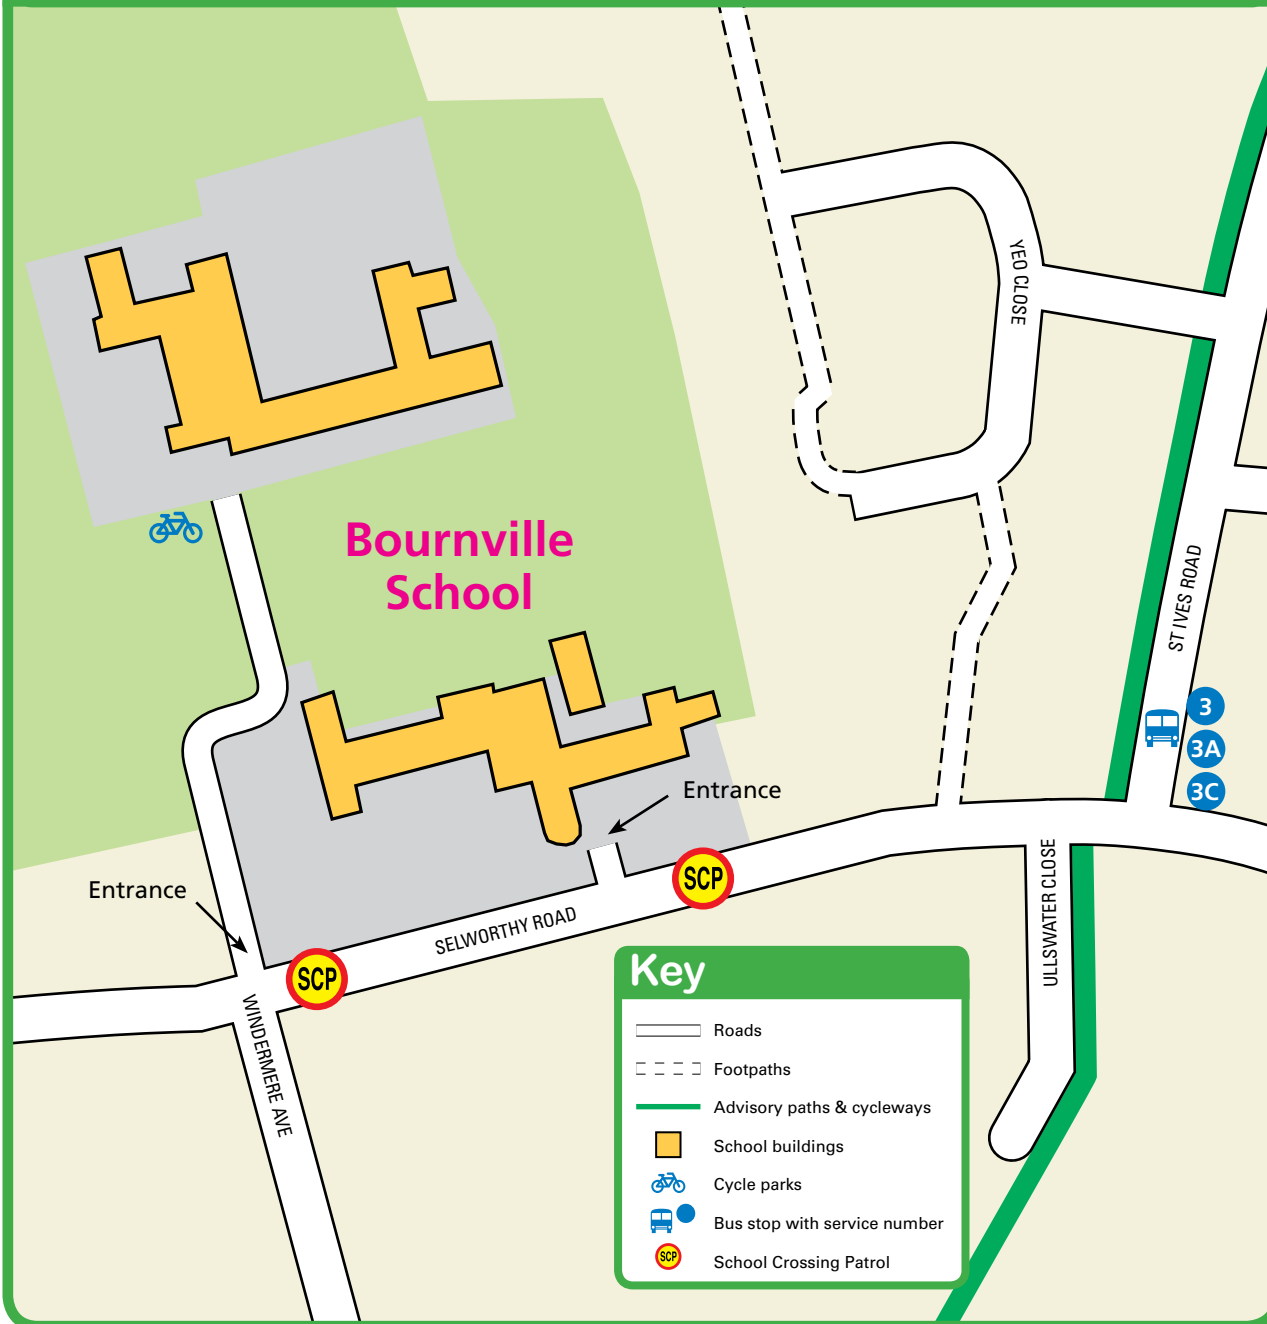 YEO CLOSE
Bournville
School
ST IVES ROAD
3
3A
3C
Entrance
Entrance
SCP
SCP
SELWORTHY ROAD
ULLSWATER CLOSE
WINDERMERE AVE
Key
Roads
Footpaths
Advisory paths & cycleways
School buildings
Cycle parks
Bus stop with service number
SCP
School Crossing Patrol